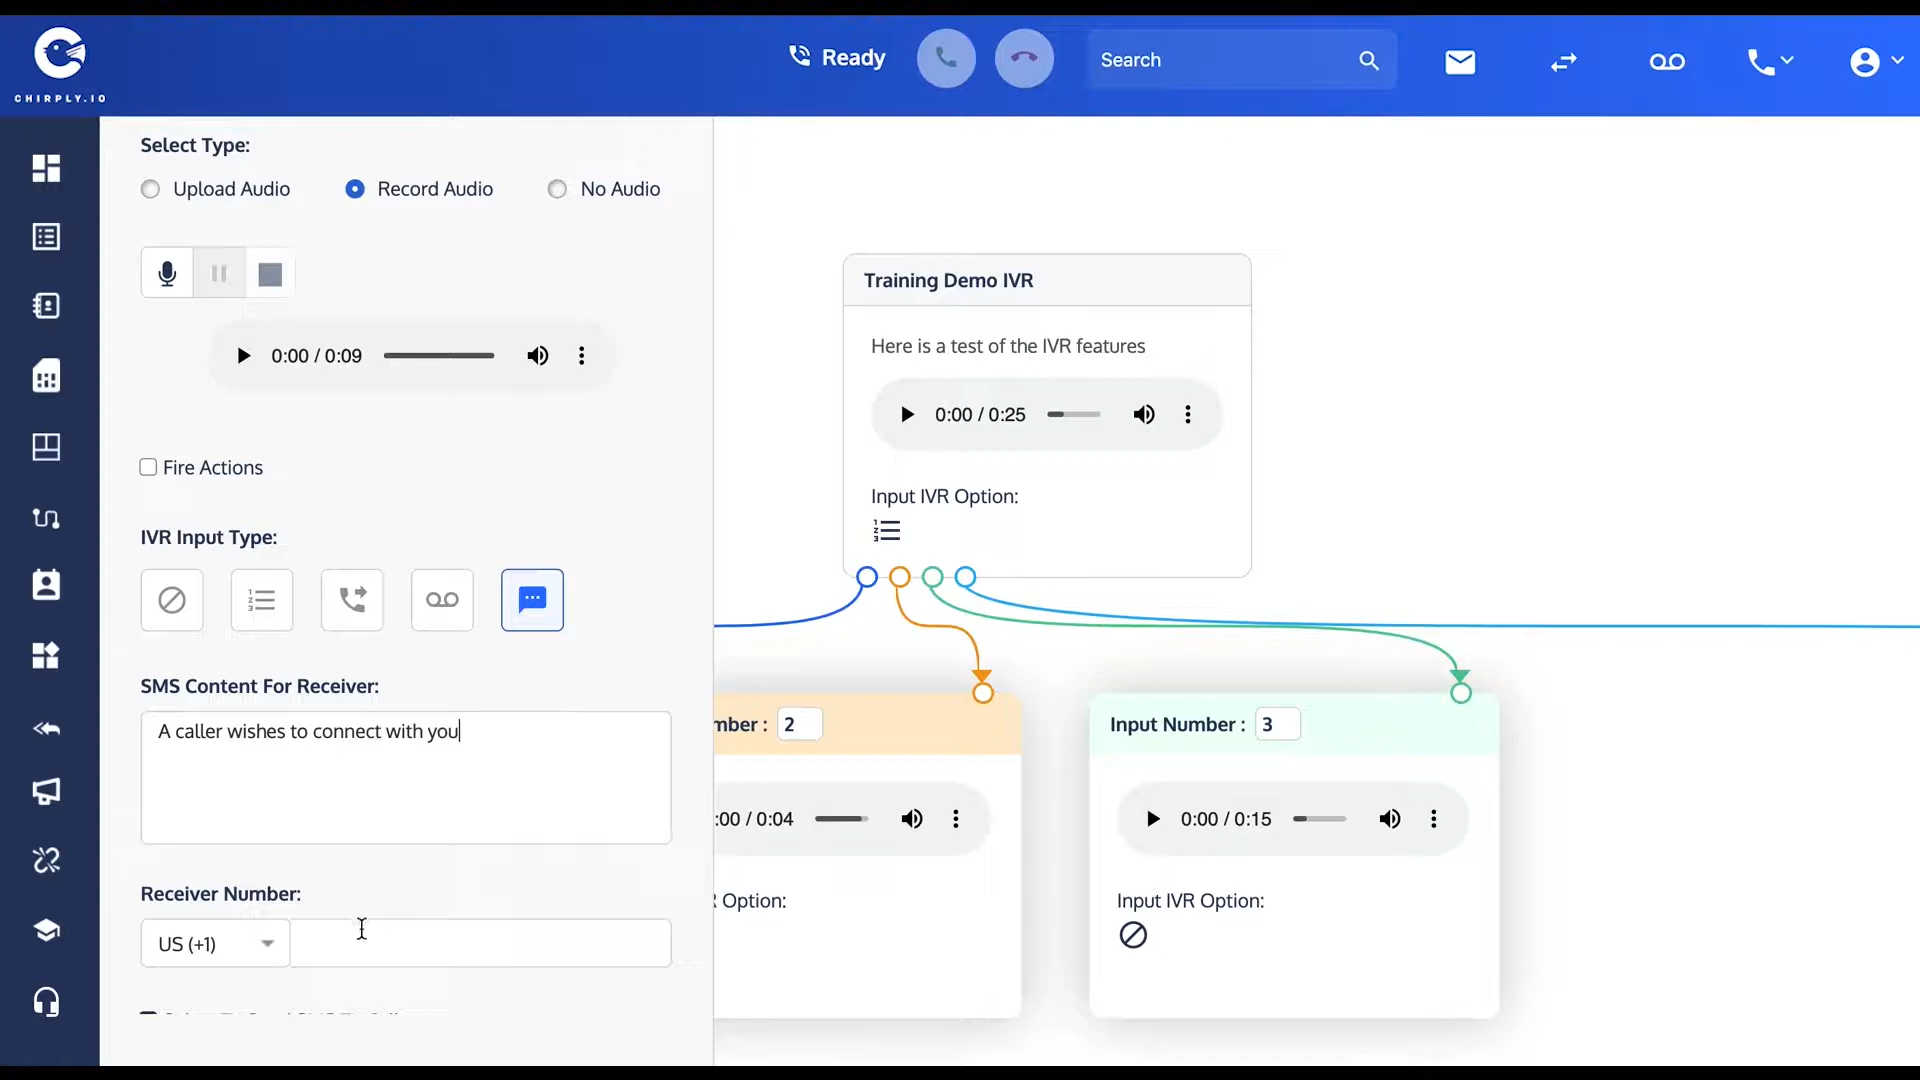 CHIRPLY.IO
Ready
Search
Select Type:
Upload Audio
Record Audio
No Audio
0:00 / 0:09
Fire Actions
IVR Input Type:
SMS Content For Receiver:
A caller wishes to connect with you
Receiver Number:
US (+1)
Training Demo IVR
Here is a test of the IVR features
0:00 / 0:25
Input IVR Option:
mber : 2
:00 / 0:04
Option:
Input Number : 3
0:00 / 0:15
Input IVR Option: